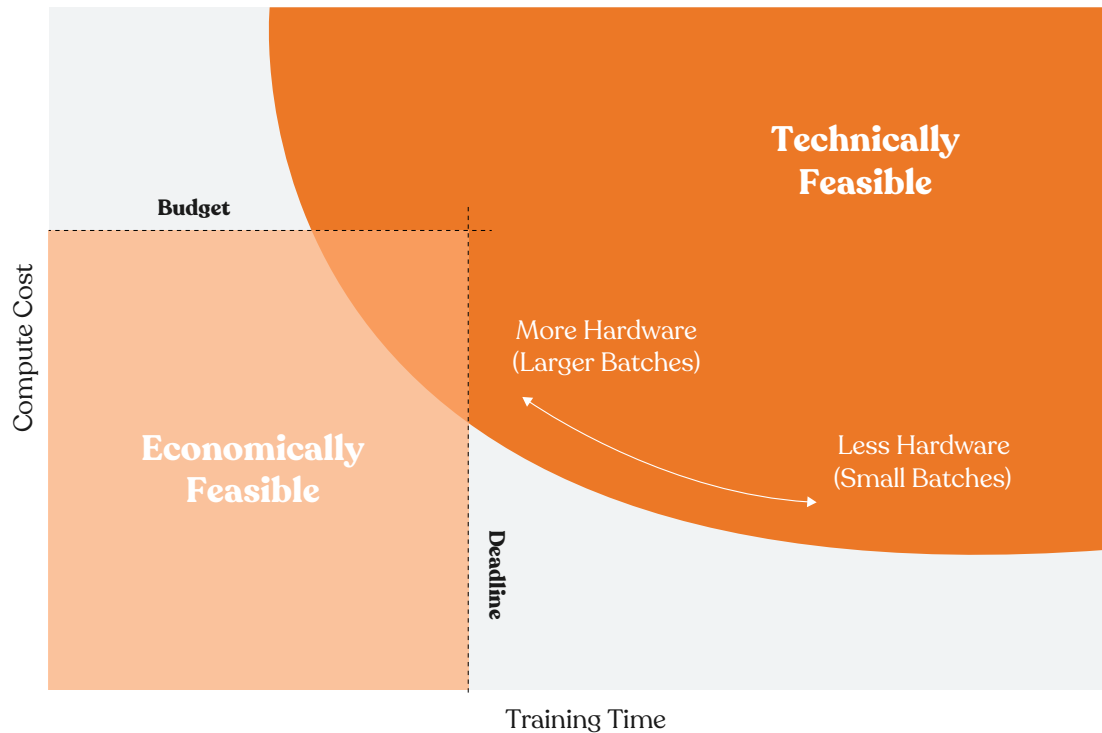 Technically
Feasible
Budget
Compute Cost
More Hardware
(Larger Batches)
Economically
Feasible
Less Hardware
(Small Batches)
Deadline
Training Time